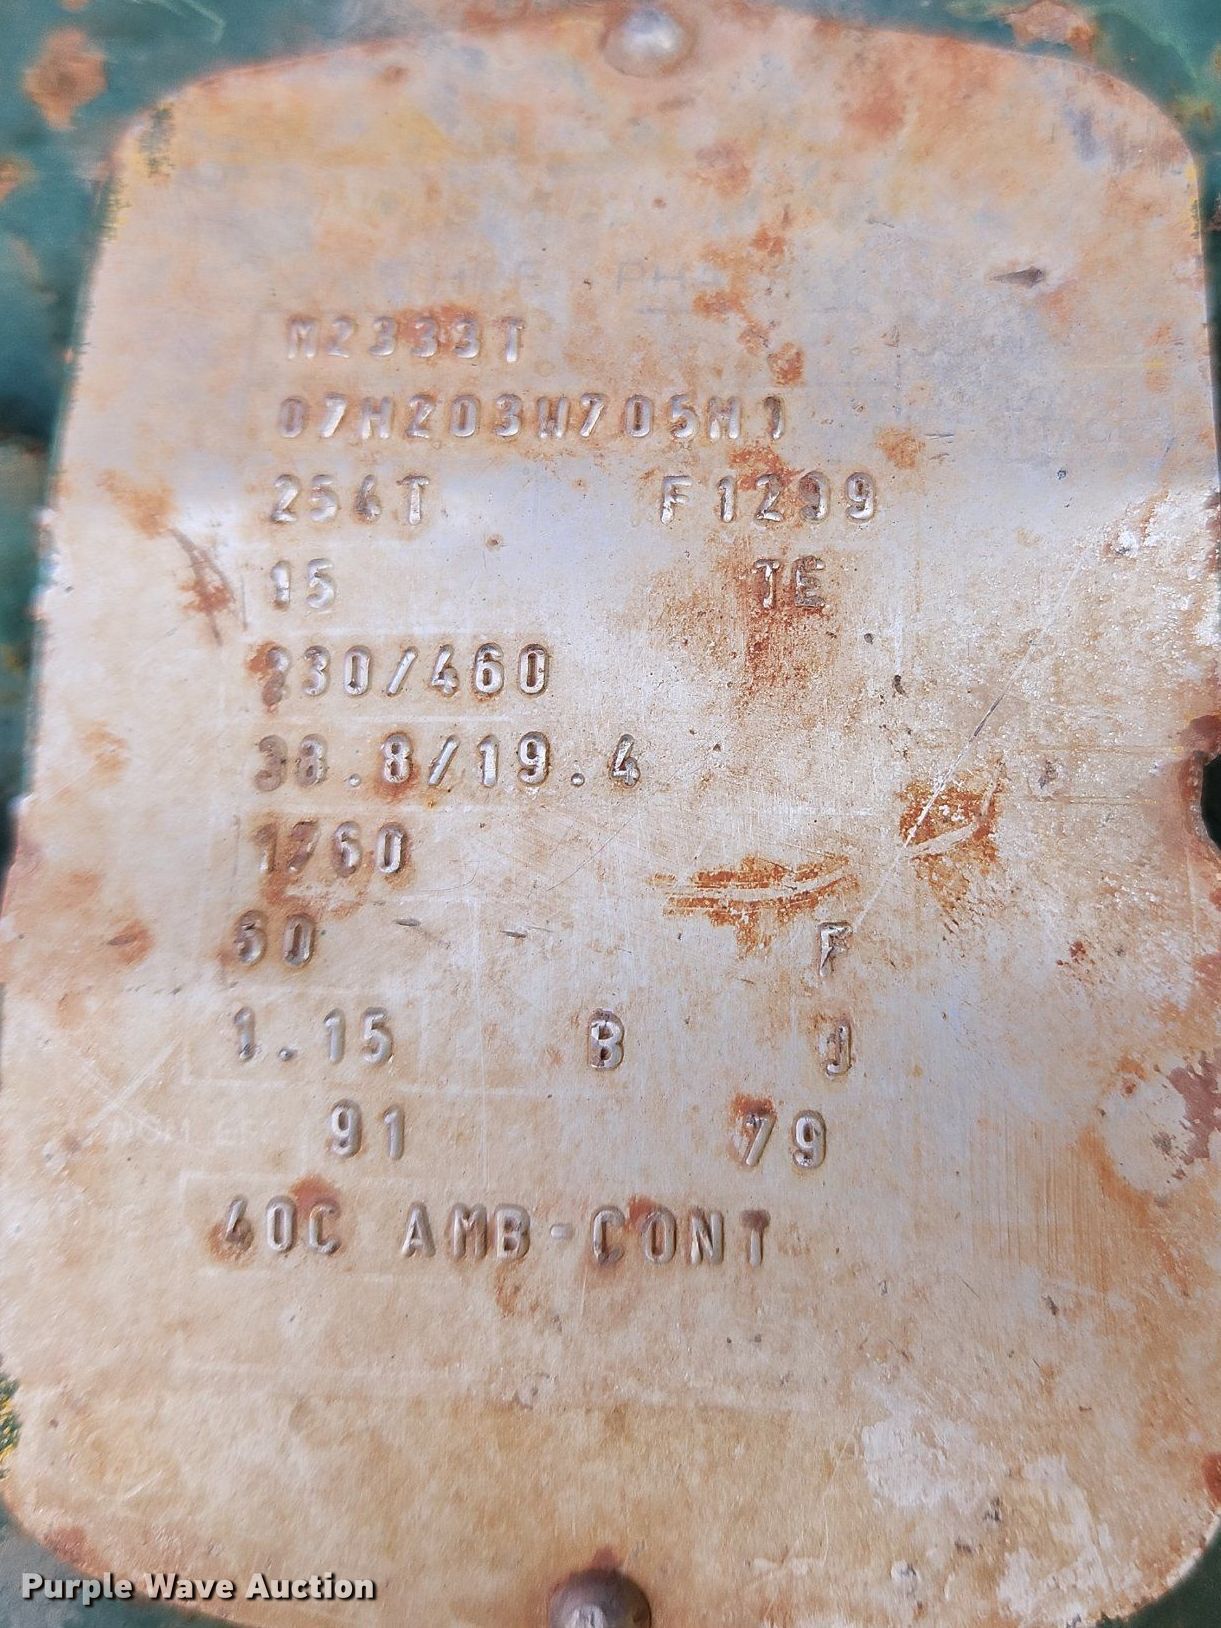 M2333T
07H203W705H1
254T F1299
15 TE
230/460
38.8/19.4
1760
60 F
1.15 B J
91 79
40C AMB-CONT
Purple Wave Auction